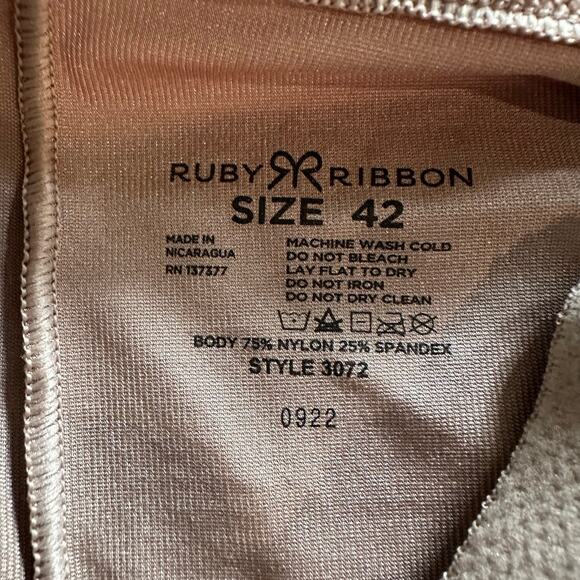 RUBY RIBBON
SIZE 42
MADE IN
NICARAGUA
RN 137377
MACHINE WASH COLD
DO NOT BLEACH
LAY FLAT TO DRY
DO NOT IRON
DO NOT DRY CLEAN
BODY 75% NYLON 25% SPANDEX
STYLE 3072
0922